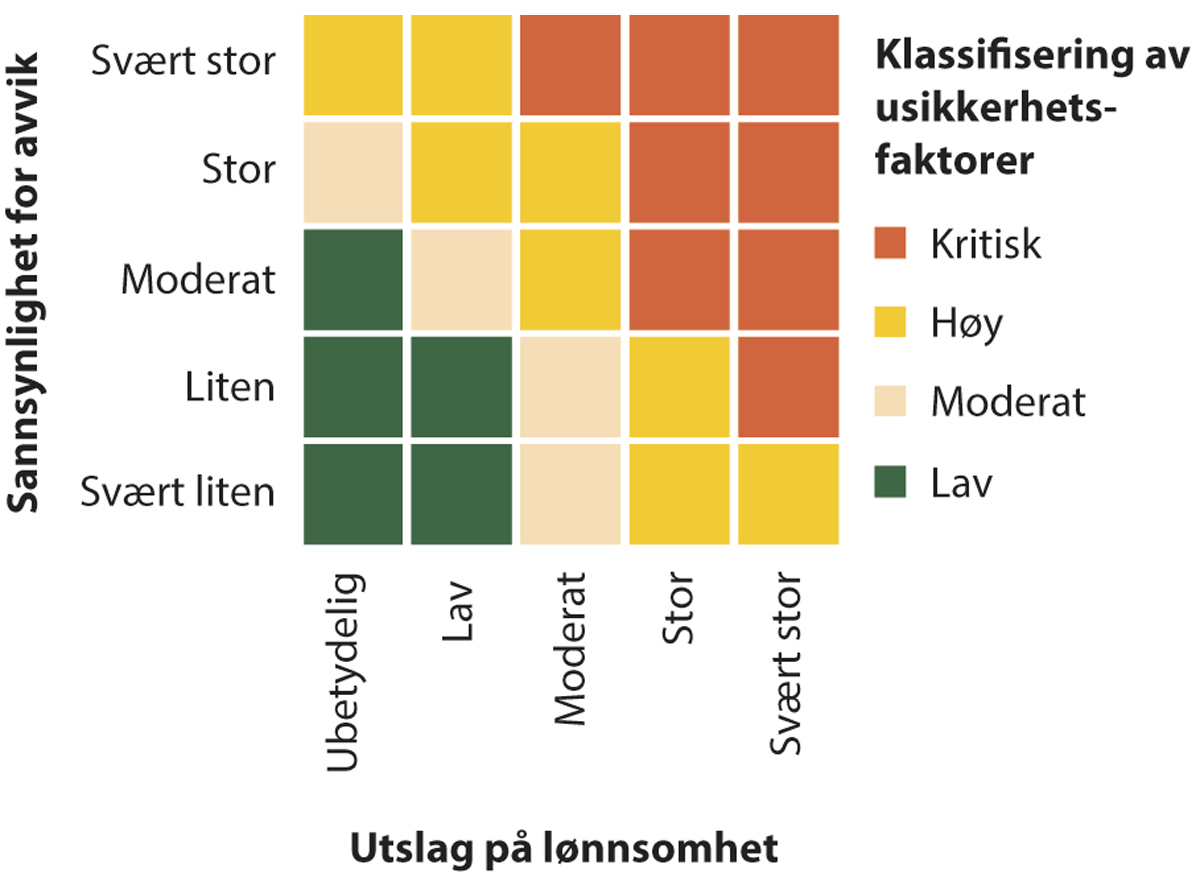 Sannsynlighet for avvik
Svært stor
Stor
Moderat
Liten
Svært liten
Ubetydelig
Lav
Moderat
Stor
Svært stor
Utslag på lønnsomhet
Klassifisering av
usikkerhets-
faktorer
Kritisk
Høy
Moderat
Lav